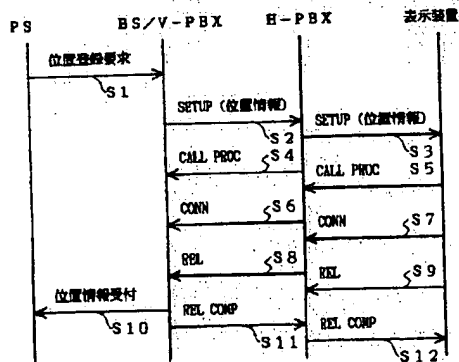 PS BS/V-PBX H-PBX 表示装置
位置登録要求
S1
SETUP (位置情報)
S2
SETUP (位置情報)
S3
CALL PROC S4
CALL PROC S5
CONN S6
CONN S7
REL S8
REL S9
位置情報受付
S10
REL COMP
S11
REL COMP
S12